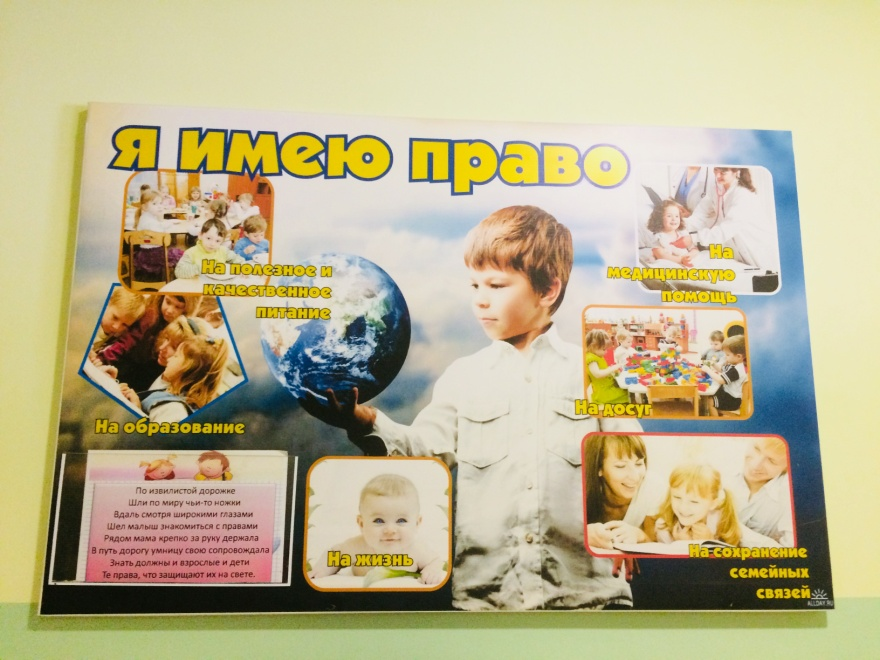 я имею право
На полезное и
качественное
питание
На
медицинскую
помощь
На образование
На досуг
По извилистой дорожке
Шли по миру чьи-то ножки
Вдаль смотря широкими глазами
Шел малыш знакомиться с правами
Рядом мама крепко за руку держала
В путь дорогу умницу свою сопровождала
Знать должны и взрослые и дети
Те права, что защищают их на свете.
На жизнь
На сохранение
семейных
связей
ALLDAY.RU